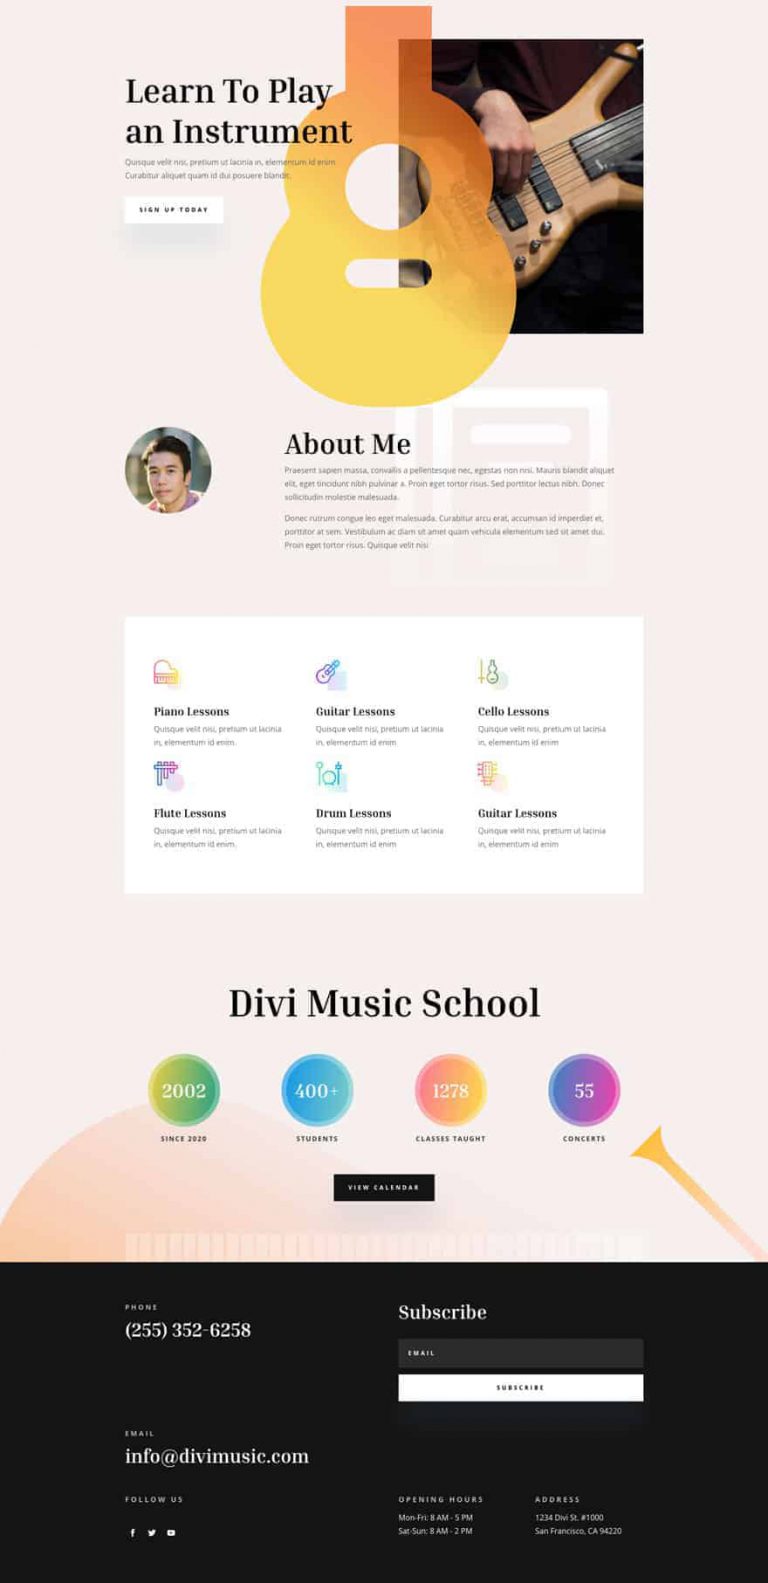 Learn To Play
an Instrument
Quisque velit nisi, pretium ut lacinia in, elementum id enim
Curabitur aliquet quam id dui posuere blandit.
SIGN UP TODAY
About Me
Praesent sapien massa, convallis a pellentesque nec, egestas non nisi. Mauris blandit aliquet
elit, eget tincidunt nibh pulvinar a. Proin eget tortor risus. Sed porttitor lectus nibh. Donec
sollicitudin molestie malesuada.
Donec rutrum congue leo eget malesuada. Curabitur arcu erat, accumsan id imperdiet et,
porttitor at sem. Vestibulum ac diam sit amet quam vehicula elementum sed sit amet dui.
Proin eget tortor risus. Quisque velit nisi
Piano Lessons
Quisque velit nisi, pretium ut lacinia
in, elementum id enim.
Guitar Lessons
Quisque velit nisi, pretium ut lacinia
in, elementum id enim
Cello Lessons
Quisque velit nisi, pretium ut lacinia
in, elementum id enim
Flute Lessons
Quisque velit nisi, pretium ut lacinia
in, elementum id enim.
Drum Lessons
Quisque velit nisi, pretium ut lacinia
in, elementum id enim
Guitar Lessons
Quisque velit nisi, pretium ut lacinia
in, elementum id enim
Divi Music School
2002
SINCE 2020
400+
STUDENTS
1278
CLASSES TAUGHT
55
CONCERTS
VIEW CALENDAR
PHONE
(255) 352-6258
EMAIL
info@divimusic.com
Subscribe
EMAIL
SUBSCRIBE
FOLLOW US
OPENING HOURS
Mon-Fri: 8 AM - 5 PM
Sat-Sun: 8 AM - 2 PM
ADDRESS
1234 Divi St. #1000
San Francisco, CA 94220